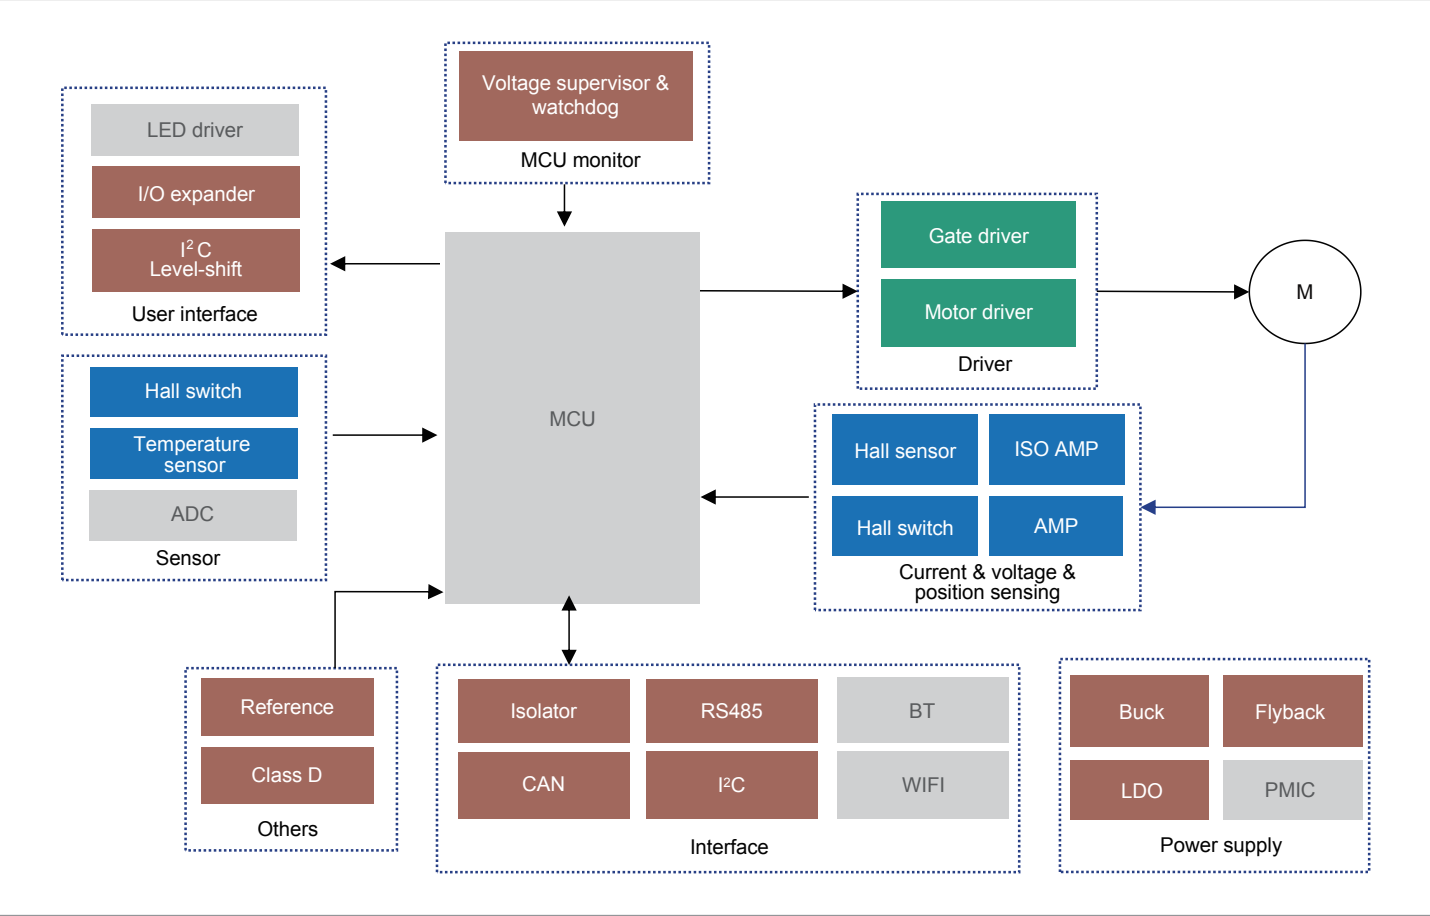 Voltage supervisor &
watchdog
MCU monitor
LED driver
I/O expander
I² C
Level-shift
User interface
Gate driver
Motor driver
Driver
M
Hall switch
Temperature
sensor
ADC
Sensor
MCU
Hall sensor
ISO AMP
Hall switch
AMP
Current & voltage &
position sensing
Reference
Class D
Others
Isolator
RS485
BT
CAN
I²C
WIFI
Interface
Buck
Flyback
LDO
PMIC
Power supply